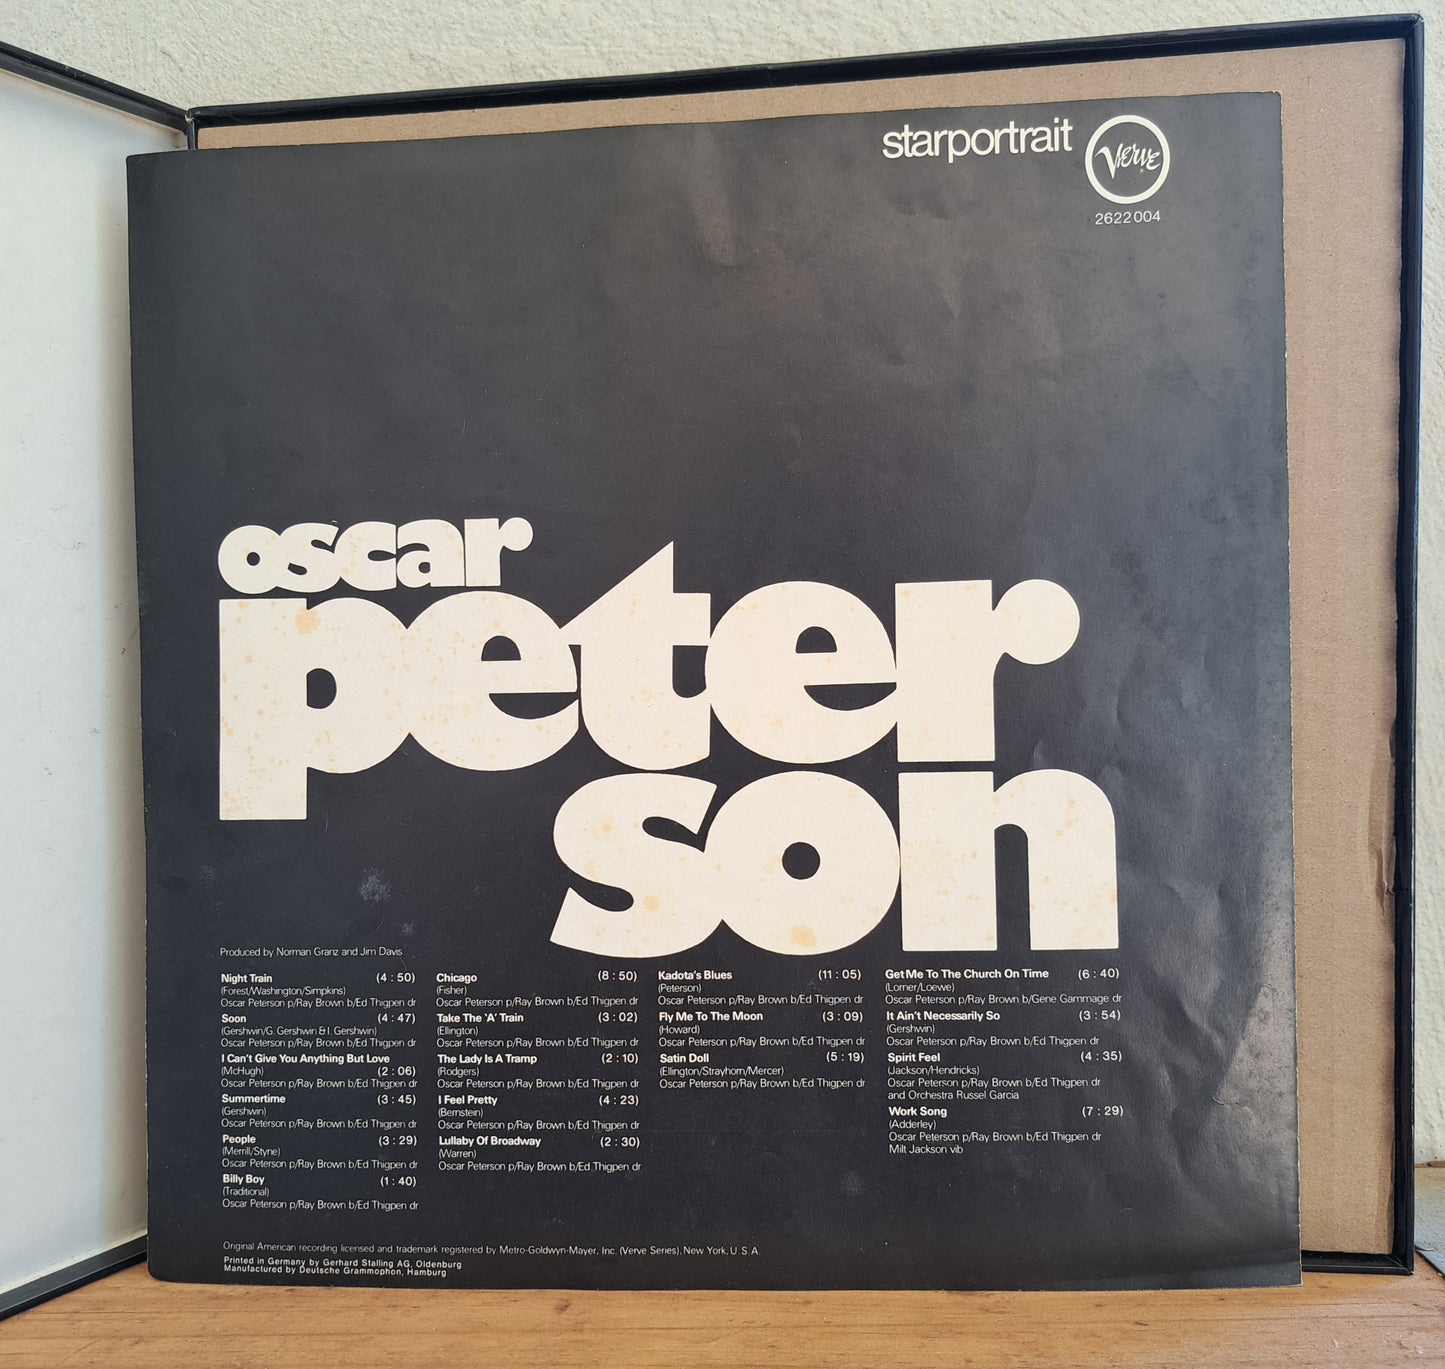 starportrait
Verve
2622 004
oscar
peter
son
Produced by Norman Granz and Jim Davis
Night Train (4 : 50)
(Forest/Washington/Simpkins)
Oscar Peterson p/Ray Brown b/Ed Thigpen dr
Soon (4 : 47)
(Gershwin/G. Gershwin & I. Gershwin)
Oscar Peterson p/Ray Brown b/Ed Thigpen dr
I Can't Give You Anything But Love
(McHugh) (2 : 06)
Oscar Peterson p/Ray Brown b/Ed Thigpen dr
Summertime (3 : 45)
(Gershwin)
Oscar Peterson p/Ray Brown b/Ed Thigpen dr
People (3 : 29)
(Merrill/Styne)
Oscar Peterson p/Ray Brown b/Ed Thigpen dr
Billy Boy (1 : 40)
(Traditional)
Oscar Peterson p/Ray Brown b/Ed Thigpen dr
Chicago (8 : 50)
(Fisher)
Oscar Peterson p/Ray Brown b/Ed Thigpen dr
Take The 'A' Train (3 : 02)
(Ellington)
Oscar Peterson p/Ray Brown b/Ed Thigpen dr
The Lady Is A Tramp (2 : 10)
(Rodgers)
Oscar Peterson p/Ray Brown b/Ed Thigpen dr
I Feel Pretty (4 : 23)
(Bernstein)
Oscar Peterson p/Ray Brown b/Ed Thigpen dr
Lullaby Of Broadway (2 : 30)
(Warren)
Oscar Peterson p/Ray Brown b/Ed Thigpen dr
Kadota's Blues (11 : 05)
(Peterson)
Oscar Peterson p/Ray Brown b/Ed Thigpen dr
Fly Me To The Moon (3 : 09)
(Howard)
Oscar Peterson p/Ray Brown b/Ed Thigpen dr
Satin Doll (5 : 19)
(Ellington/Strayhorn/Mercer)
Oscar Peterson p/Ray Brown b/Ed Thigpen dr
Get Me To The Church On Time (6 : 40)
(Lorner/Loewe)
Oscar Peterson p/Ray Brown b/Gene Gammage dr
It Ain't Necessarily So (3 : 54)
(Gershwin)
Oscar Peterson p/Ray Brown b/Ed Thigpen dr
Spirit Feel (4 : 35)
(Jackson/Hendricks)
Oscar Peterson p/Ray Brown b/Ed Thigpen dr
and Orchestra Russel Garcia
Work Song (7 : 29)
(Adderley)
Oscar Peterson p/Ray Brown b/Ed Thigpen dr
Milt Jackson vib
Original American recording licensed and trademark registered by Metro-Goldwyn-Mayer, Inc. (Verve Series), New York, U. S. A.
Printed in Germany by Gerhard Stalling AG, Oldenburg
Manufactured by Deutsche Grammophon, Hamburg